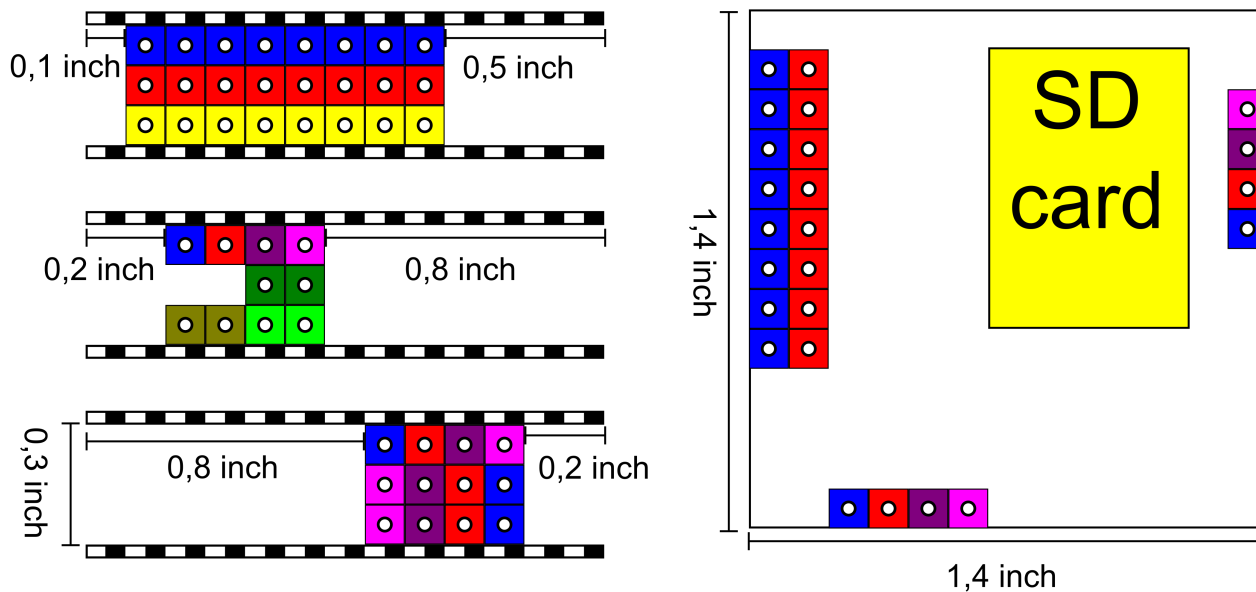 0,1 inch
0,5 inch
0,2 inch
0,8 inch
0,8 inch
0,2 inch
0,3 inch
SD
card
1,4 inch
1,4 inch